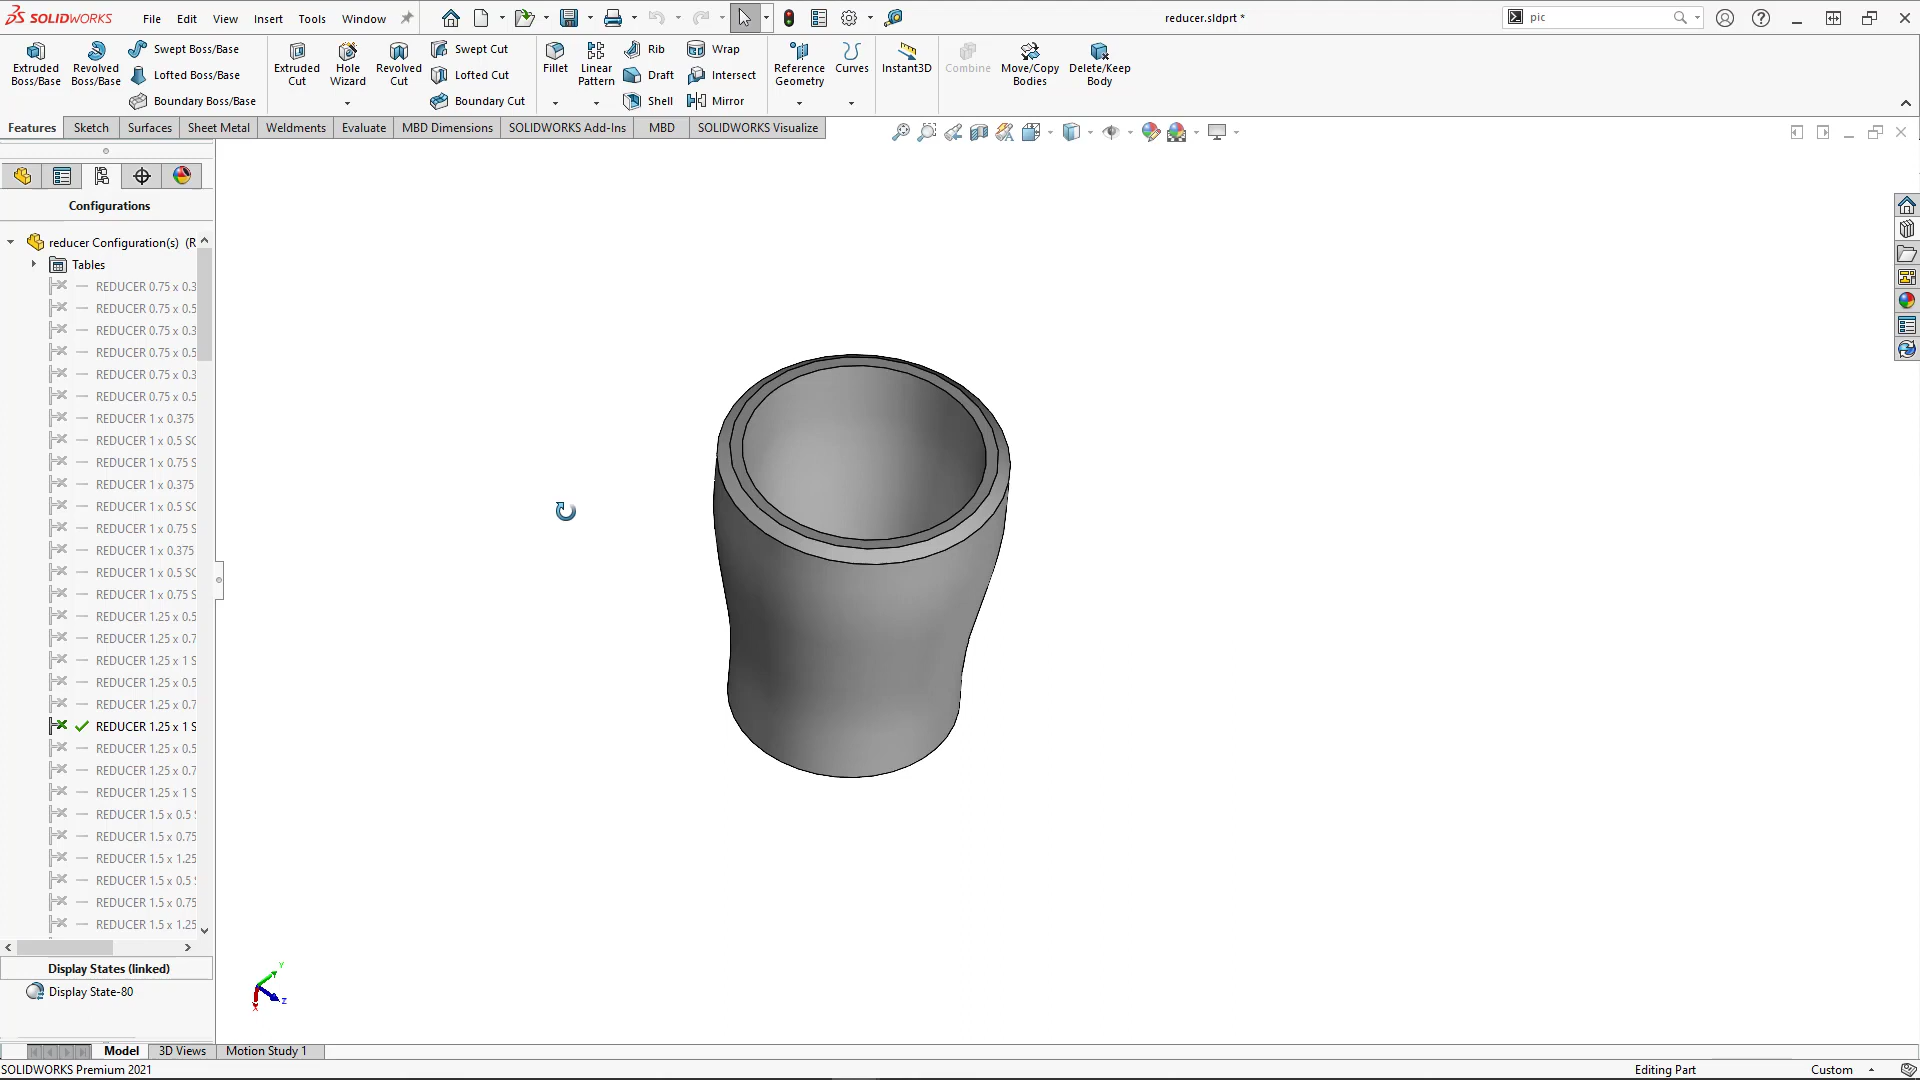 SOLIDWORKS File Edit View Insert Tools Window reducer.sldprt * pic
Extruded Boss/Base
Revolved Boss/Base
Swept Boss/Base
Lofted Boss/Base
Boundary Boss/Base
Extruded Cut
Hole Wizard
Revolved Cut
Swept Cut
Lofted Cut
Boundary Cut
Fillet
Linear Pattern
Rib
Draft
Shell
Wrap
Intersect
Mirror
Reference Geometry
Curves
Instant3D
Combine
Move/Copy Bodies
Delete/Keep Body
Features Sketch Surfaces Sheet Metal Weldments Evaluate MBD Dimensions SOLIDWORKS Add-Ins MBD SOLIDWORKS Visualize
Configurations
reducer Configuration(s) (R
Tables
REDUCER 0.75 x 0.3
REDUCER 0.75 x 0.5
REDUCER 0.75 x 0.3
REDUCER 0.75 x 0.5
REDUCER 0.75 x 0.3
REDUCER 0.75 x 0.5
REDUCER 1 x 0.375
REDUCER 1 x 0.5 SC
REDUCER 1 x 0.75 S
REDUCER 1 x 0.375
REDUCER 1 x 0.5 SC
REDUCER 1 x 0.75 S
REDUCER 1 x 0.375
REDUCER 1 x 0.5 SC
REDUCER 1 x 0.75 S
REDUCER 1.25 x 0.5
REDUCER 1.25 x 0.7
REDUCER 1.25 x 1 S
REDUCER 1.25 x 0.5
REDUCER 1.25 x 0.7
REDUCER 1.25 x 1 S
REDUCER 1.25 x 0.5
REDUCER 1.25 x 0.7
REDUCER 1.25 x 1 S
REDUCER 1.5 x 0.5 S
REDUCER 1.5 x 0.75
REDUCER 1.5 x 1.25
REDUCER 1.5 x 0.5 S
REDUCER 1.5 x 0.75
REDUCER 1.5 x 1.25
Display States (linked)
Display State-80
Y
Z
X
Model 3D Views Motion Study 1
SOLIDWORKS Premium 2021 Editing Part Custom